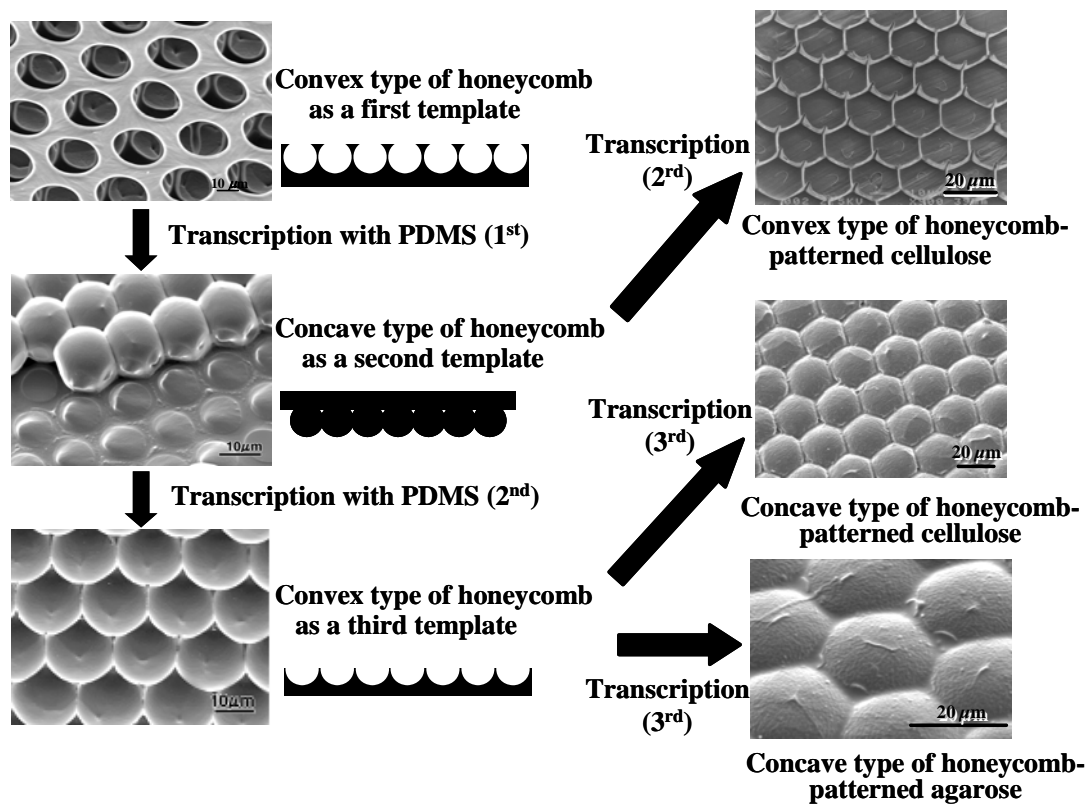 Convex type of honeycomb
as a first template
10 μm
Transcription with PDMS (1st)
Concave type of honeycomb
as a second template
10μm
Transcription with PDMS (2nd)
Convex type of honeycomb
as a third template
10μm
Transcription
(2rd)
20 μm
Convex type of honeycomb-
patterned cellulose
Transcription
(3rd)
20 μm
Concave type of honeycomb-
patterned cellulose
Transcription
(3rd)
20 μm
Concave type of honeycomb-
patterned agarose